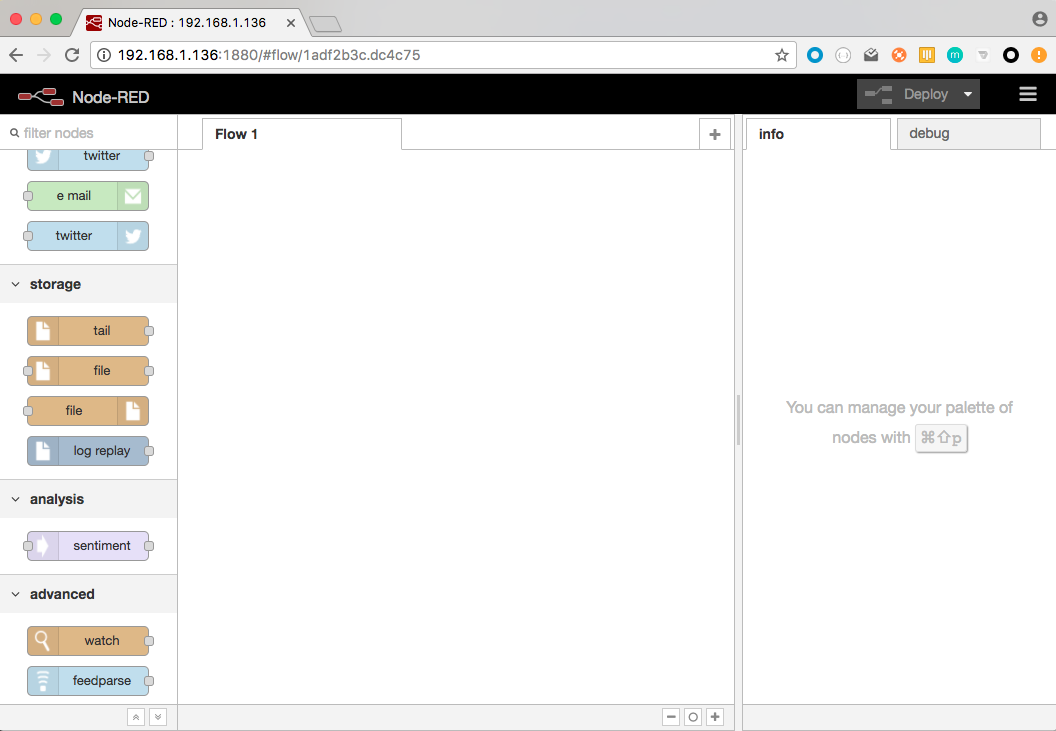 Node-RED : 192.168.1.136
192.168.1.136:1880/#flow/1adf2b3c.dc4c75
Node-RED
Deploy
filter nodes
Flow 1
info
debug
twitter
e mail
twitter
storage
tail
file
file
log replay
analysis
sentiment
advanced
watch
feedparse
You can manage your palette of
nodes with ⌘⇧p